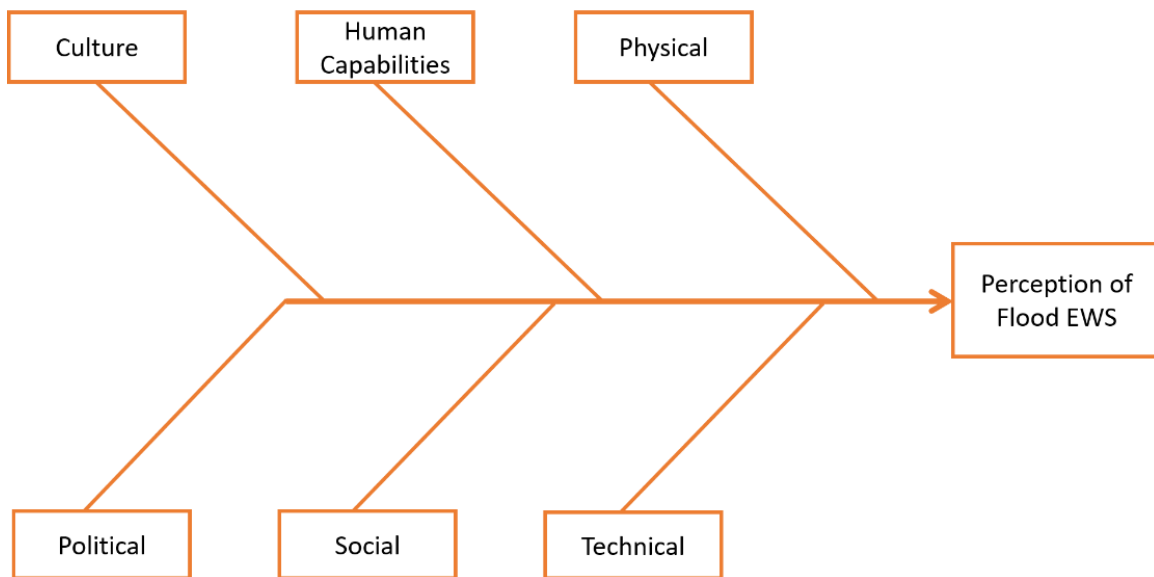 Culture
Human
Capabilities
Physical
Perception of
Flood EWS
Political
Social
Technical